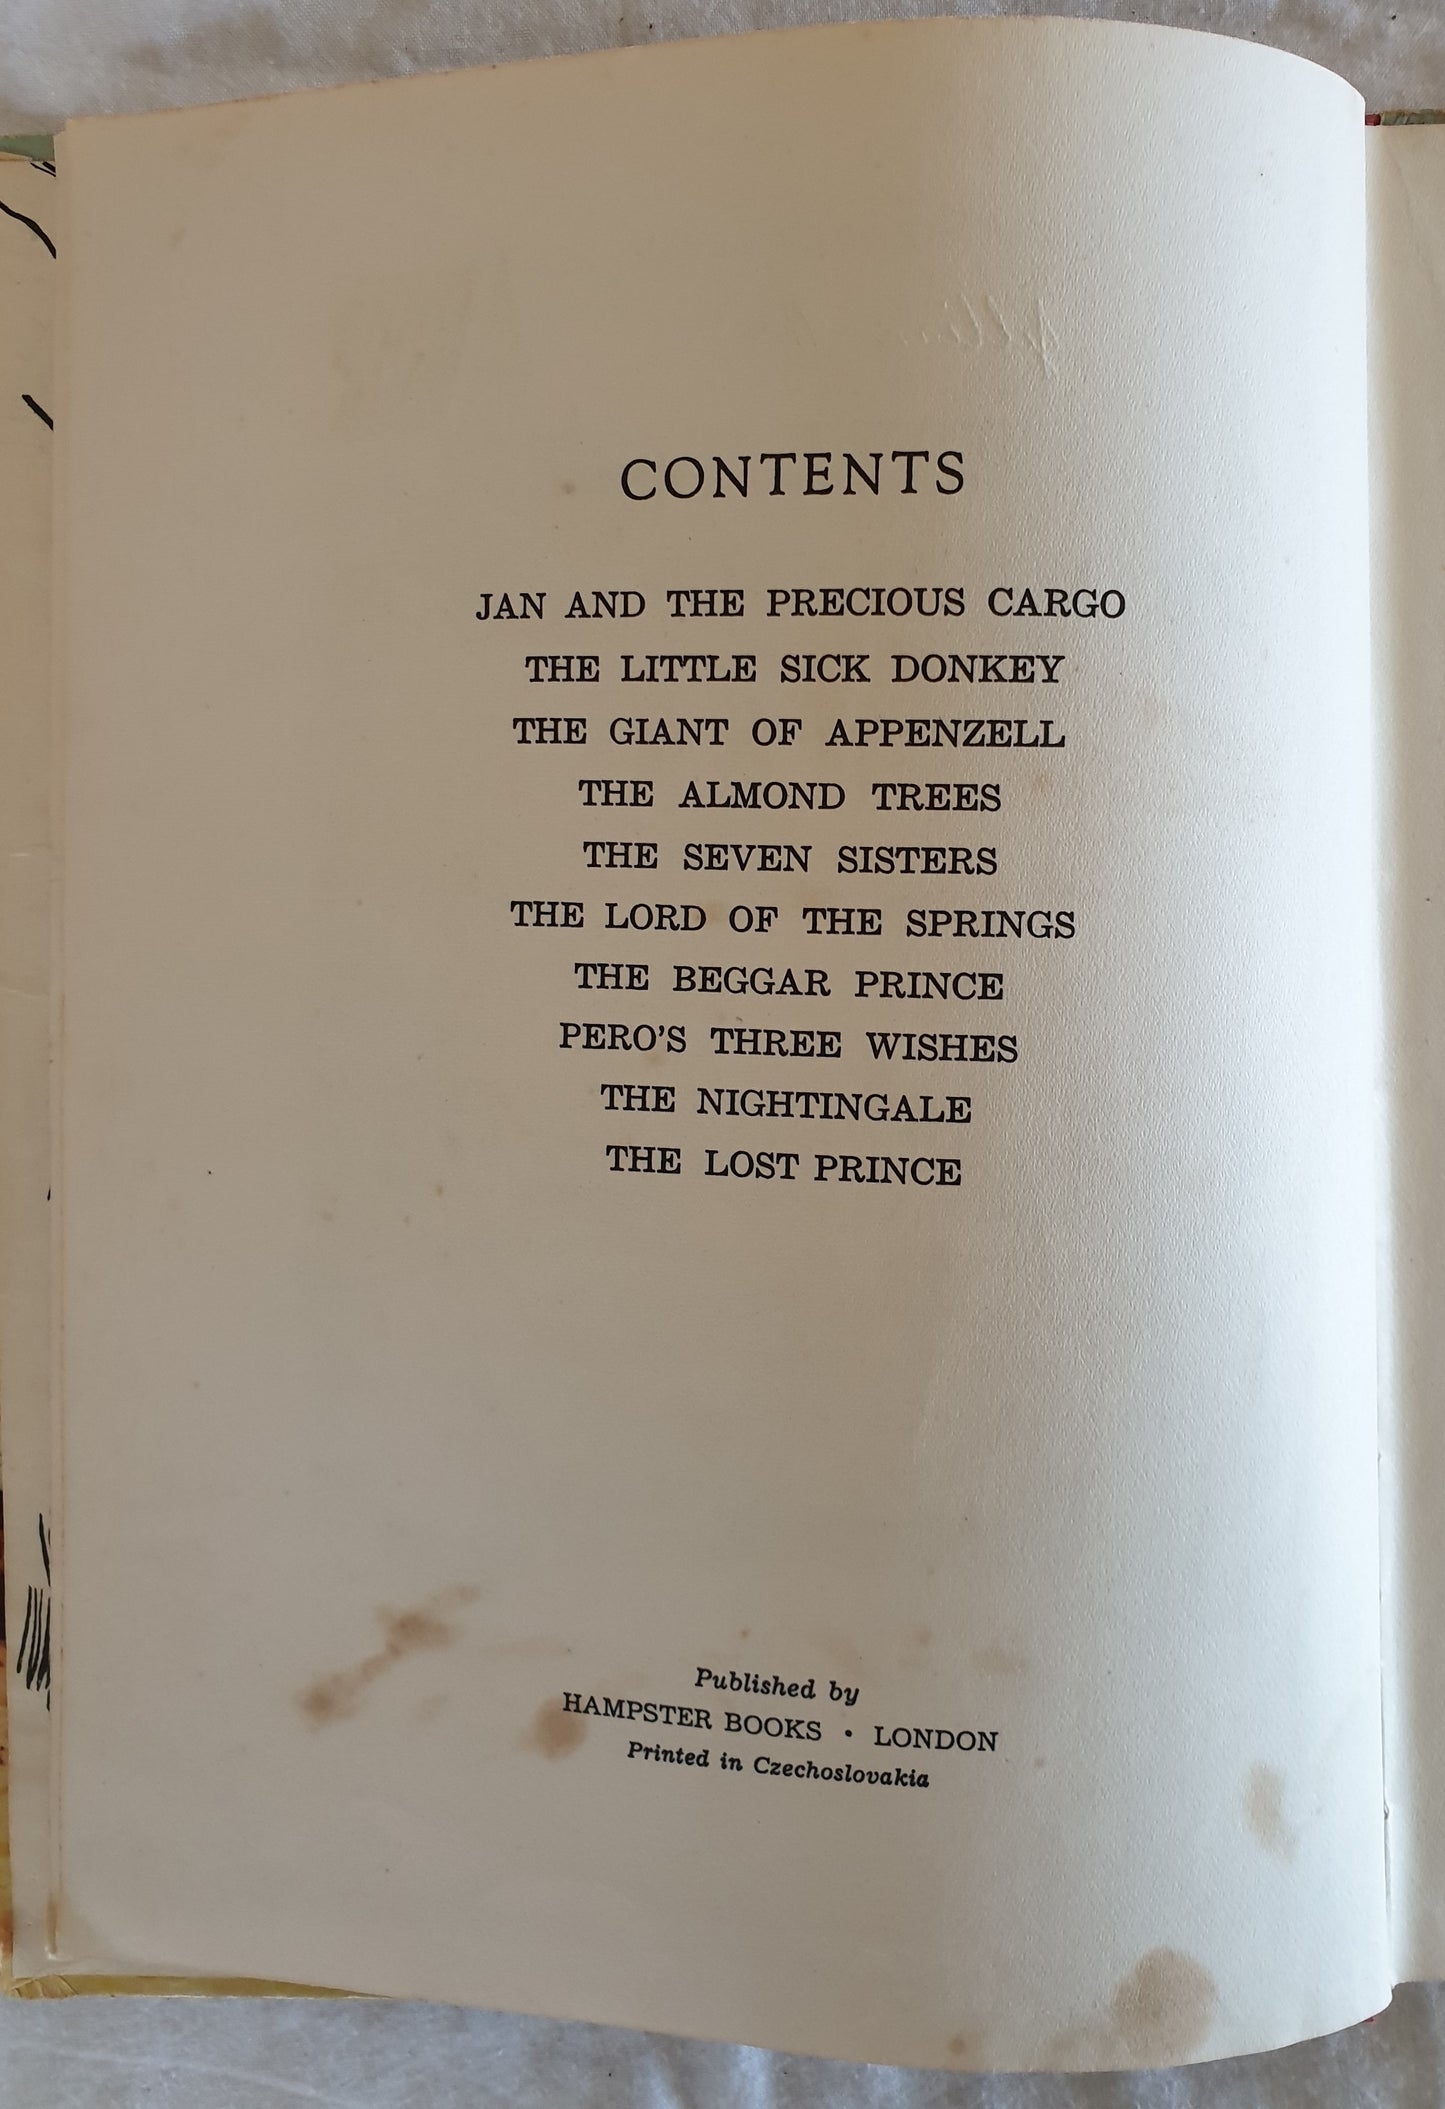 CONTENTS
JAN AND THE PRECIOUS CARGO
THE LITTLE SICK DONKEY
THE GIANT OF APPENZELL
THE ALMOND TREES
THE SEVEN SISTERS
THE LORD OF THE SPRINGS
THE BEGGAR PRINCE
PERO'S THREE WISHES
THE NIGHTINGALE
THE LOST PRINCE
Published by
HAMPSTER BOOKS • LONDON
Printed in Czechoslovakia